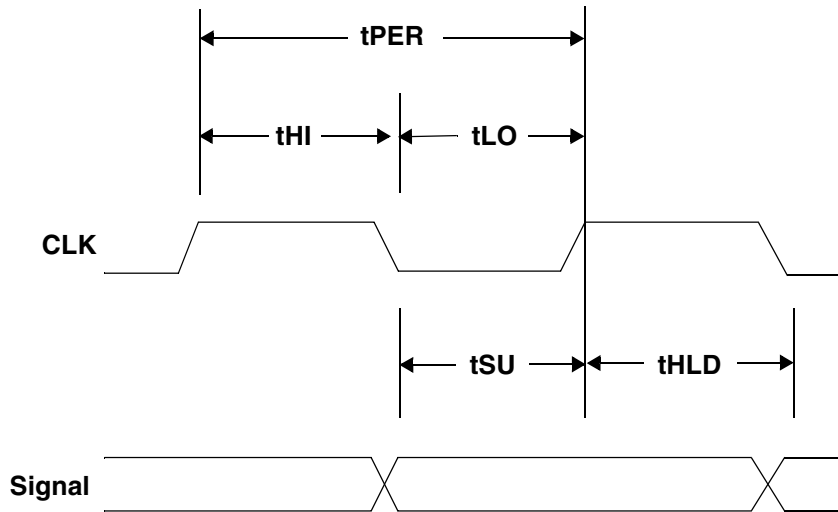 tPER
tHI
tLO
CLK
tSU
tHLD
Signal